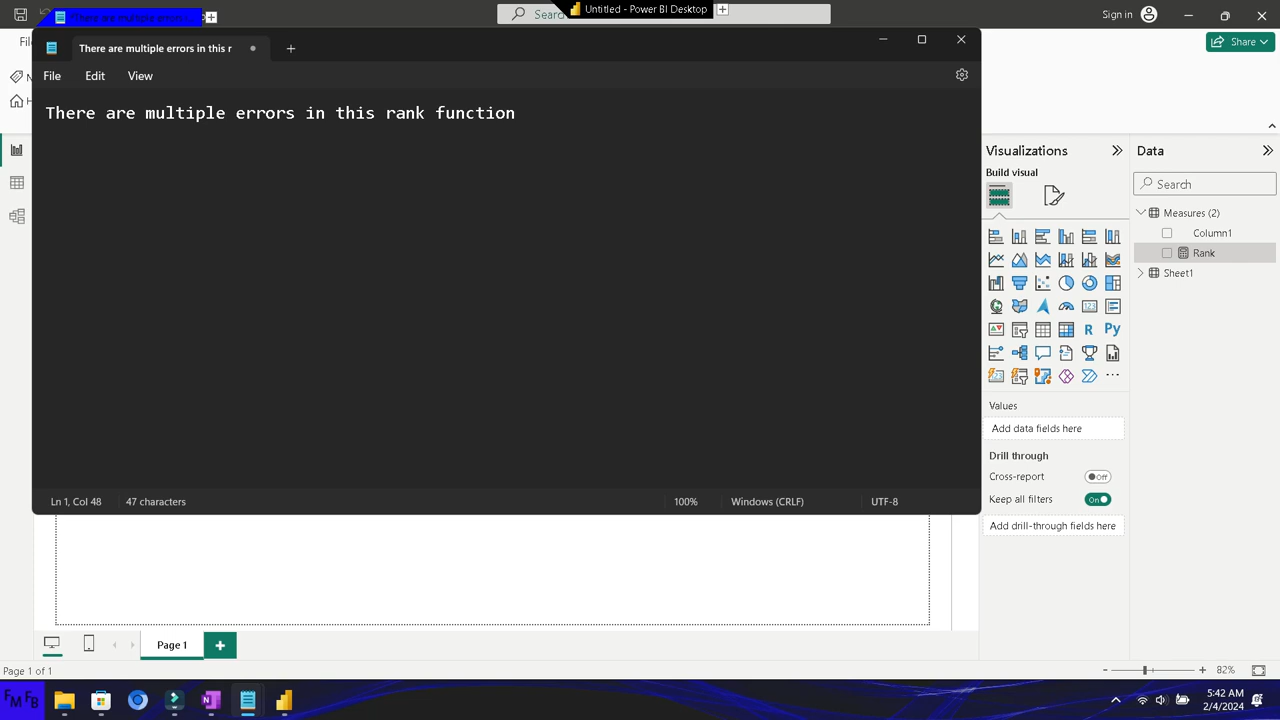 *There are multiple errors...
Untitled - Power BI Desktop
Sign in
There are multiple errors in this r
File Edit View
Share
There are multiple errors in this rank function
Visualizations
Build visual
Values
Add data fields here
Drill through
Cross-report
Off
Keep all filters
On
Add drill-through fields here
Data
Search
Measures (2)
Column1
Rank
Sheet1
Ln 1, Col 48
47 characters
100%
Windows (CRLF)
UTF-8
Page 1
Page 1 of 1
82%
5:42 AM
2/4/2024